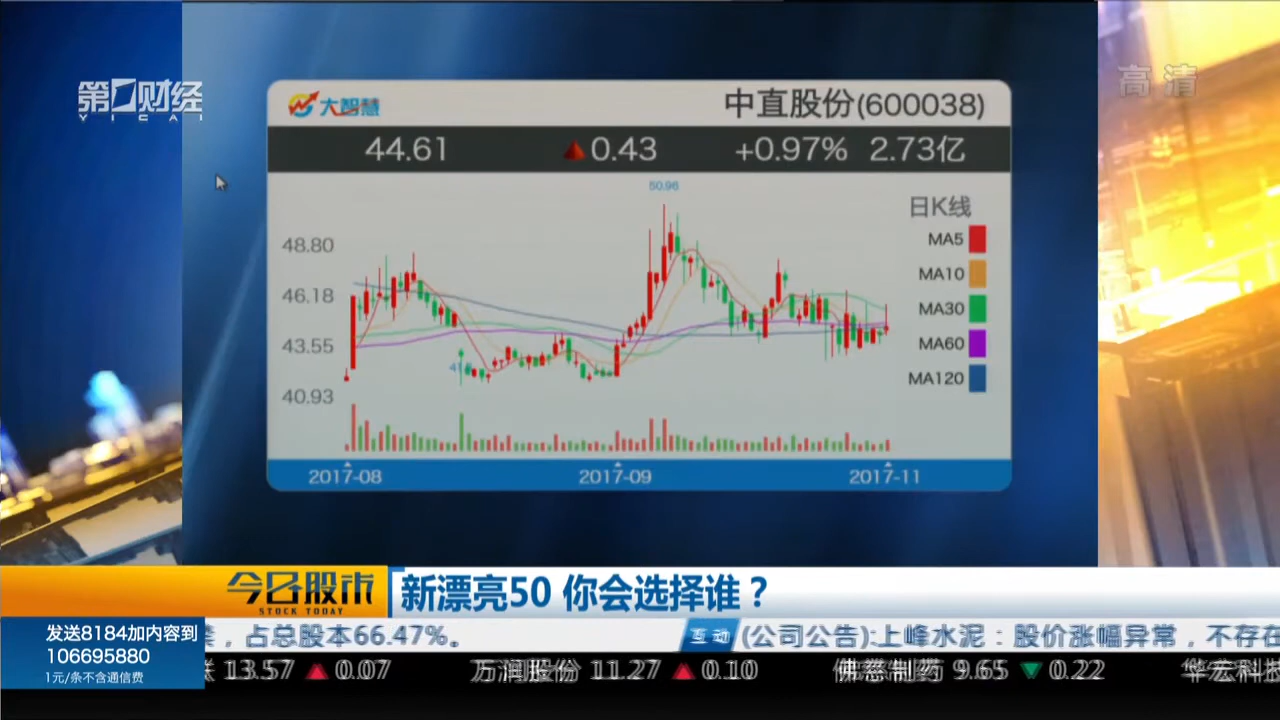 第财经
YICAI
高清
大智慧
中直股份(600038)
44.61 0.43 +0.97% 2.73亿
50.96
日K线
48.80
MA5
46.18
MA10
MA30
43.55
MA60
MA120
40.93
2017-08 2017-09 2017-11
今日股市
STOCK TODAY
新漂亮50 你会选择谁？
发送8184加内容到
106695880
1元/条不含通信费
，占总股本66.47%。
互动
(公司公告):上峰水泥：股价涨幅异常，不存在
13.57 0.07 万润股份 11.27 0.10 佛慈制药 9.65 0.22 华宏科技